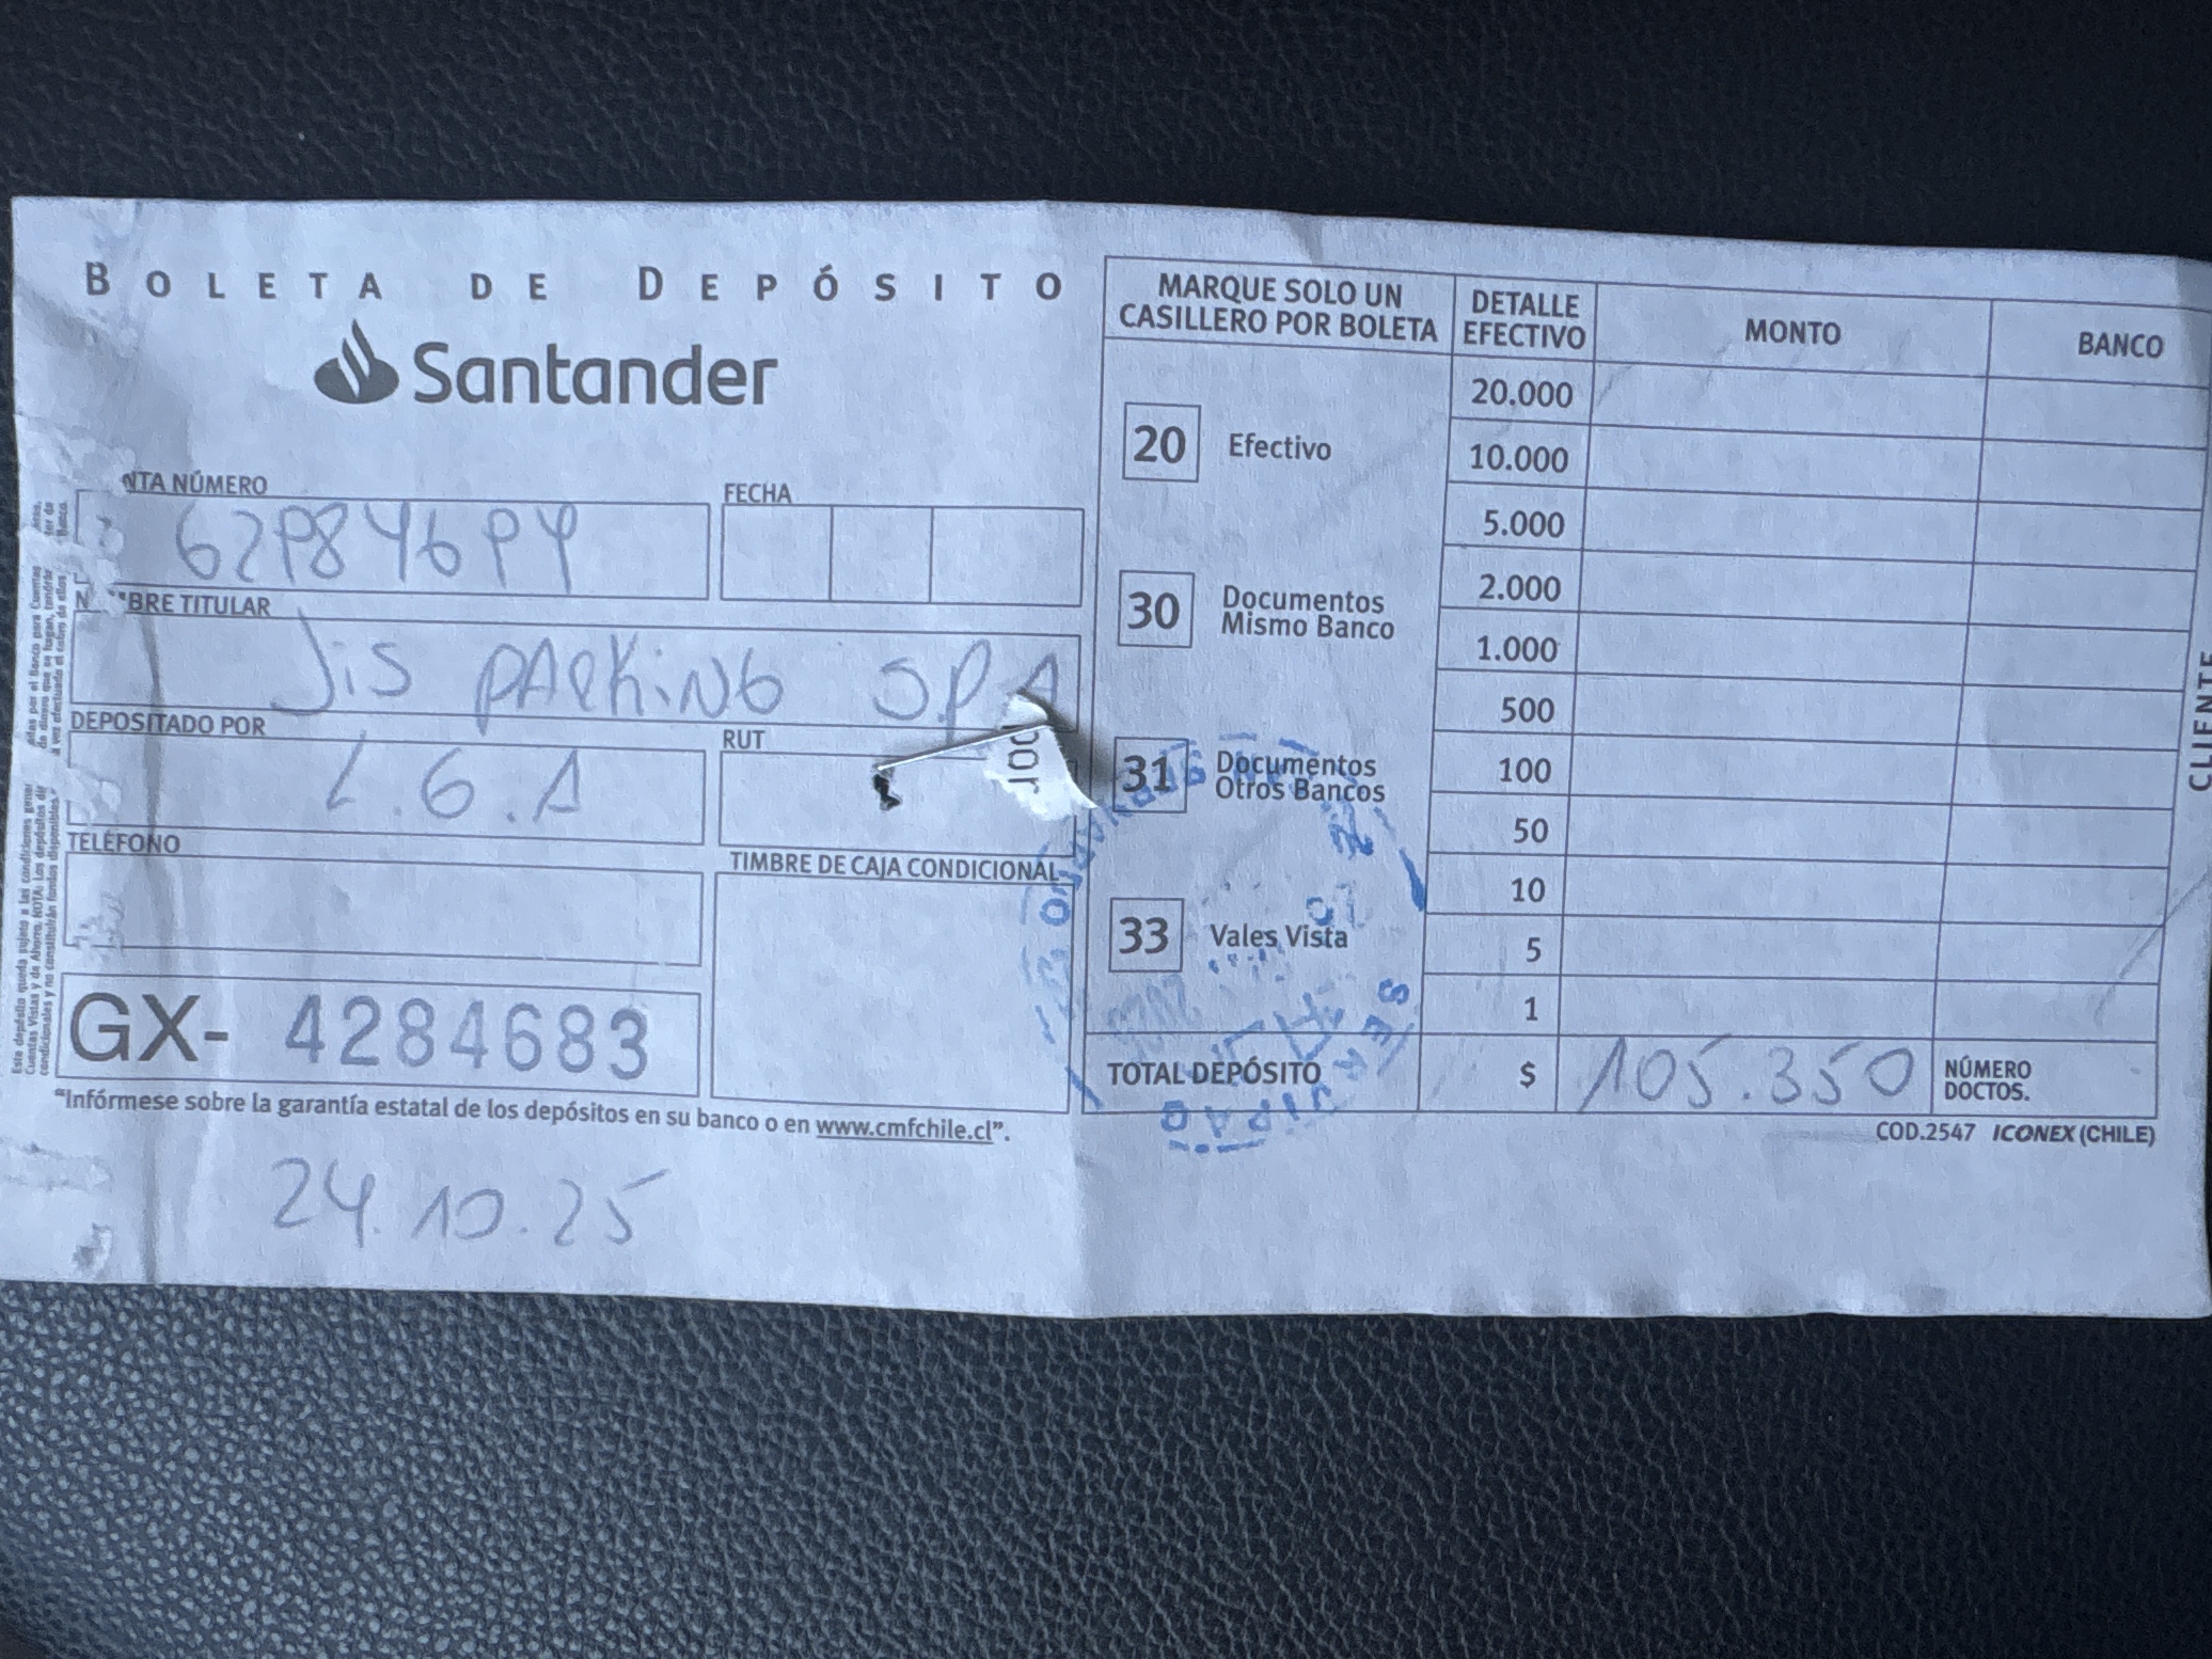 BOLETA DE DEPÓSITO
Santander
NTA NÚMERO
62984699
FECHA
BRE TITULAR
JiS PARKiNG S.P.A
DEPOSITADO POR
L.G.A
RUT
por
TELÉFONO
TIMBRE DE CAJA CONDICIONAL
GX- 4284683
"Infórmese sobre la garantía estatal de los depósitos en su banco o en www.cmfchile.cl".
24.10.25
MARQUE SOLO UN
CASILLERO POR BOLETA
20 Efectivo
30 Documentos
Mismo Banco
31 Documentos
Otros Bancos
33 Vales Vista
DETALLE
EFECTIVO
MONTO
BANCO
20.000
10.000
5.000
2.000
1.000
500
100
50
10
5
1
TOTAL DEPÓSITO $ 105.350
NÚMERO
DOCTOS.
COD.2547 ICONEX (CHILE)
CLIENTE